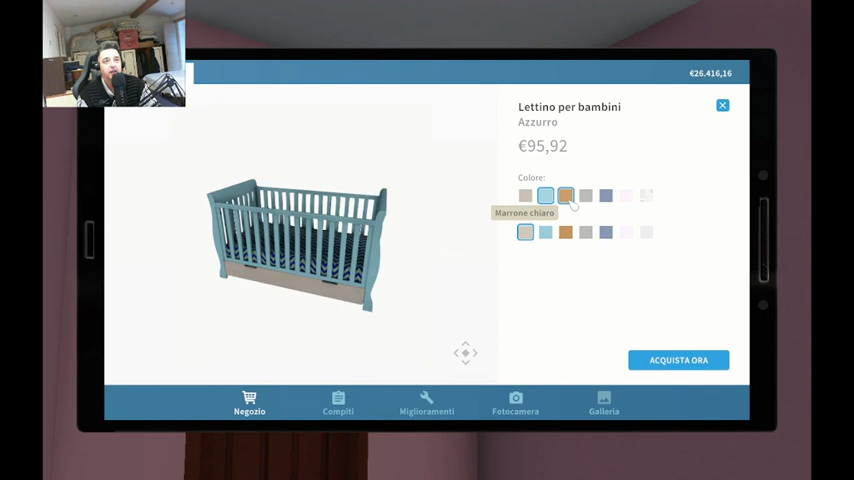 €26.416,16
Lettino per bambini
Azzurro
€95,92
Colore:
Marrone chiaro
ACQUISTA ORA
Negozio
Compiti
Miglioramenti
Fotocamera
Galleria